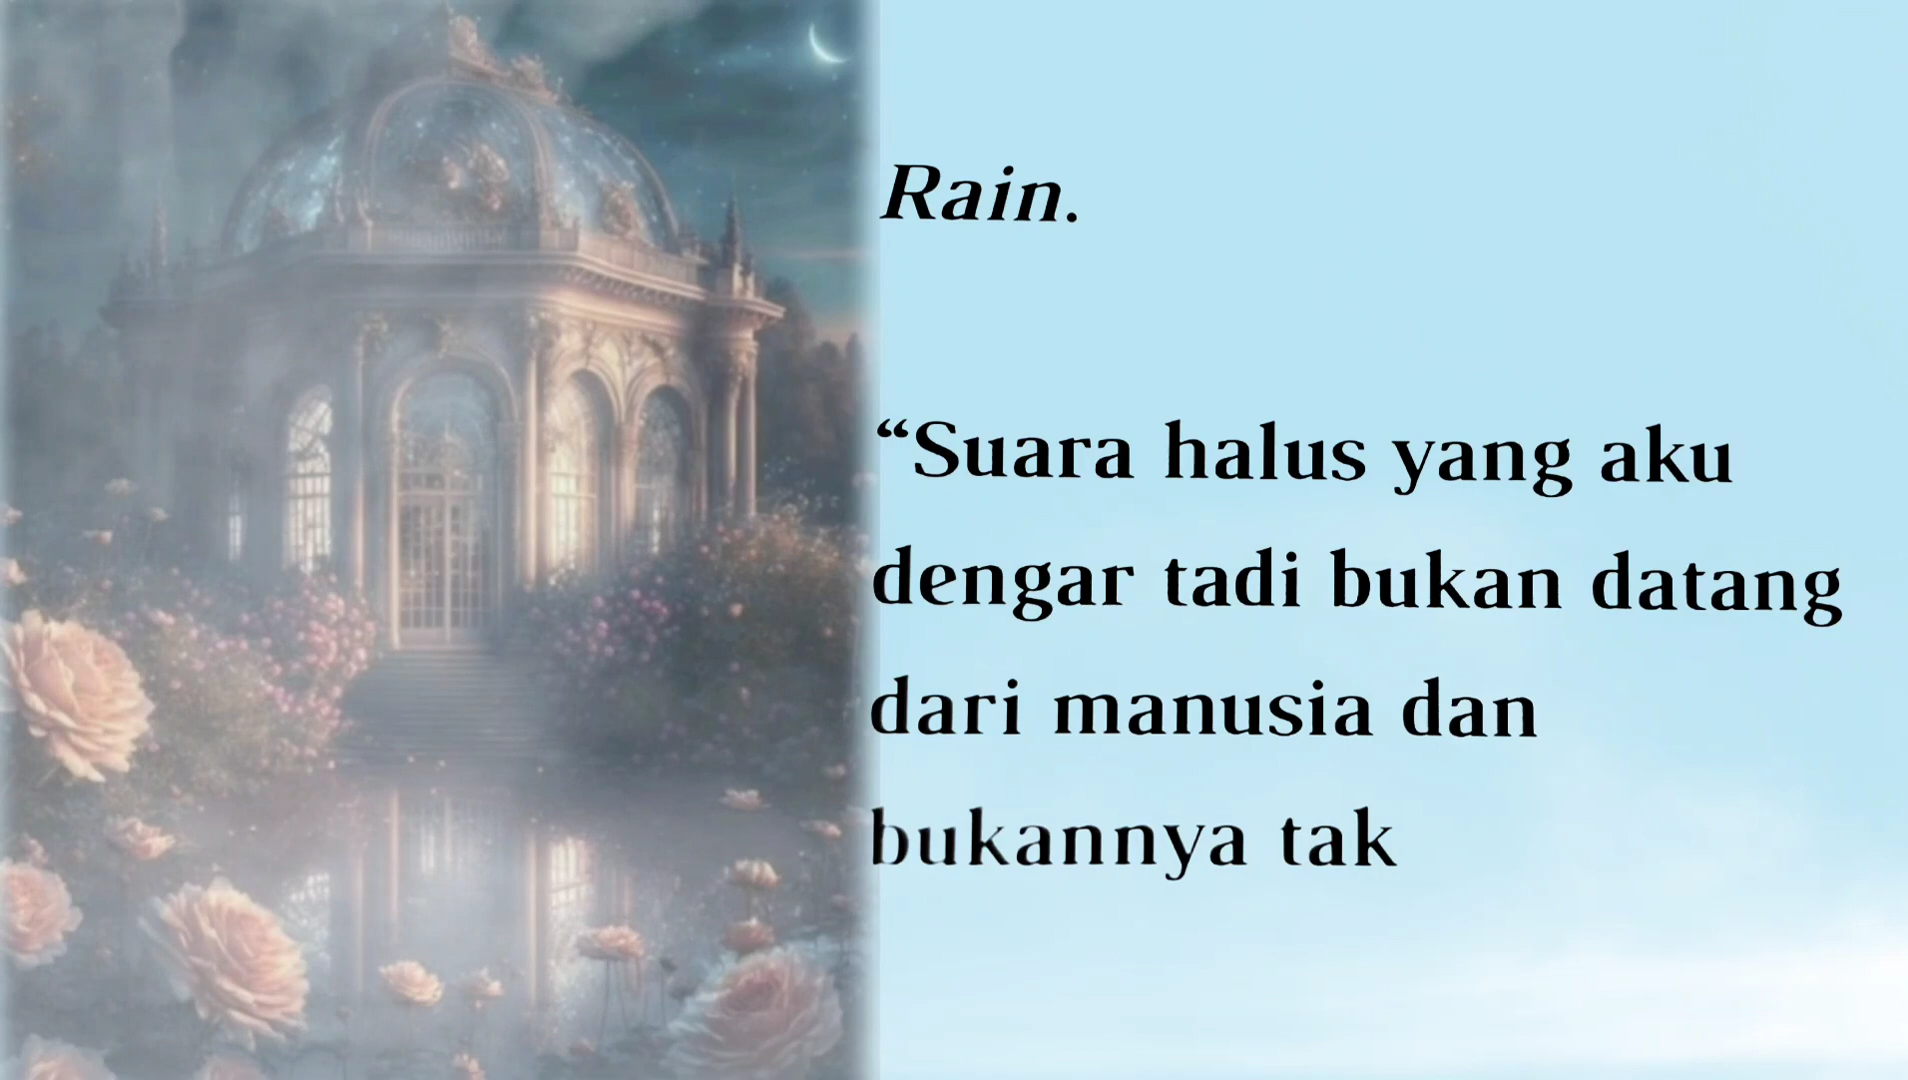 Rain.
“Suara halus yang aku
dengar tadi bukan datang
dari manusia dan
bukannya tak